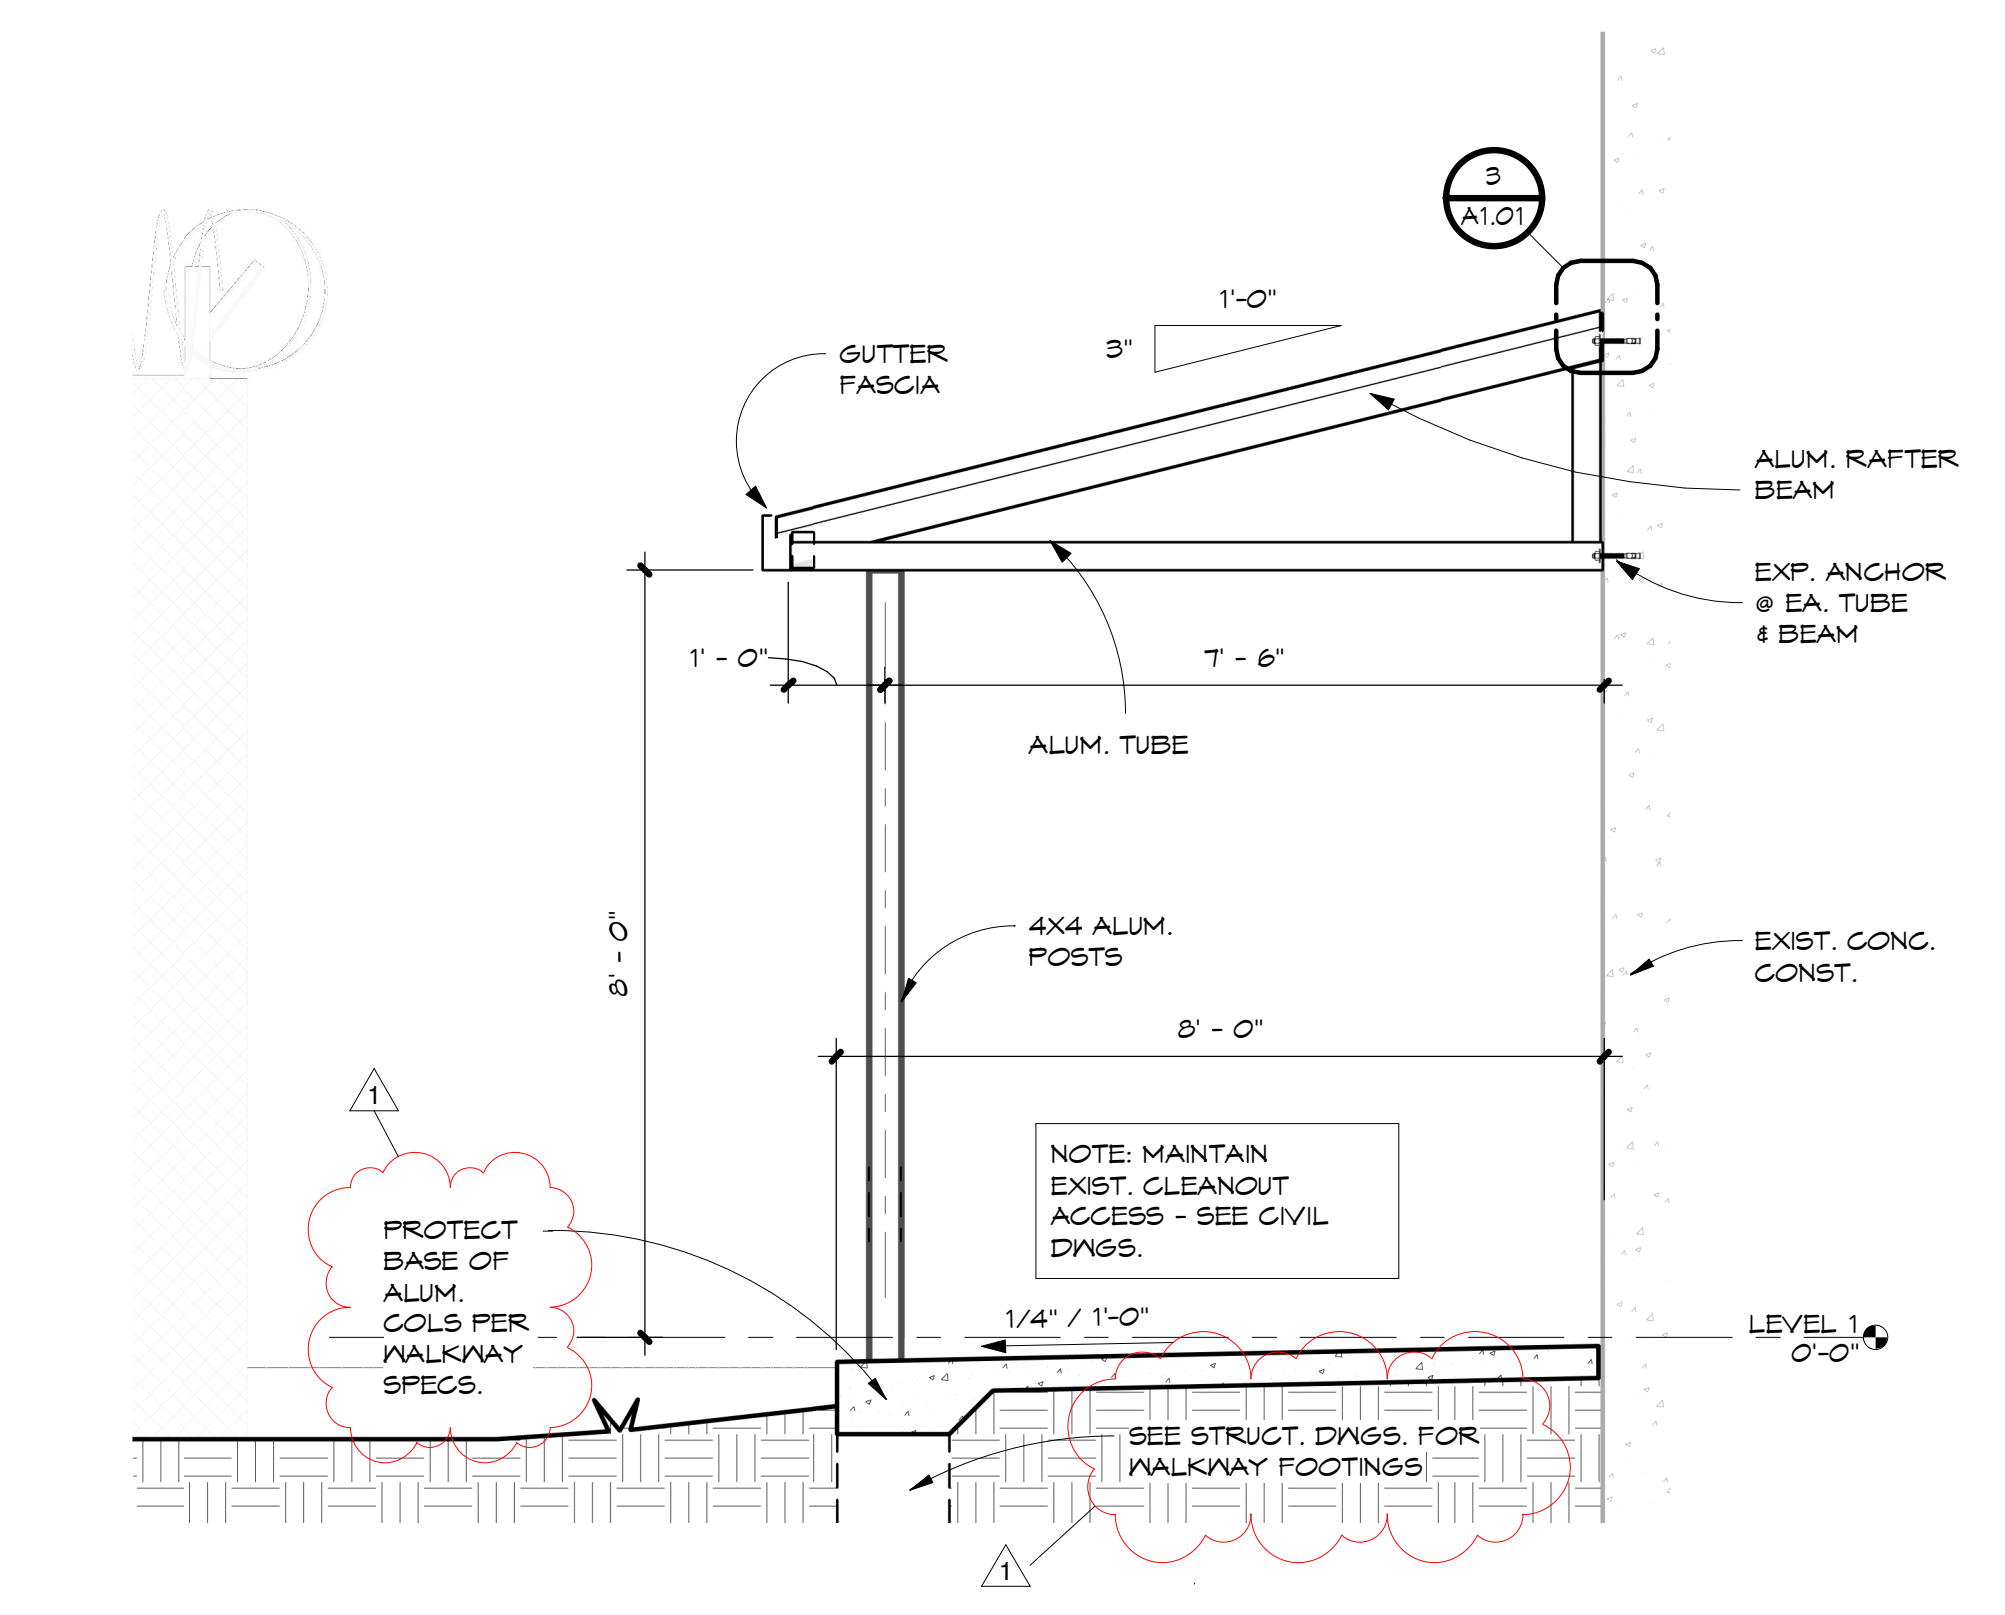 3
A1.01
1'-0"
3"
GUTTER
FASCIA
ALUM. RAFTER
BEAM
EXP. ANCHOR
@ EA. TUBE
& BEAM
1' - 0"
7' - 6"
ALUM. TUBE
8' - 0"
4X4 ALUM.
POSTS
EXIST. CONC.
CONST.
8' - 0"
1
NOTE: MAINTAIN
EXIST. CLEANOUT
ACCESS - SEE CIVIL
DWGS.
PROTECT
BASE OF
ALUM.
COLS PER
WALKWAY
SPECS.
1/4" / 1'-0"
LEVEL 1
0'-0"
SEE STRUCT. DWGS. FOR
WALKWAY FOOTINGS
1